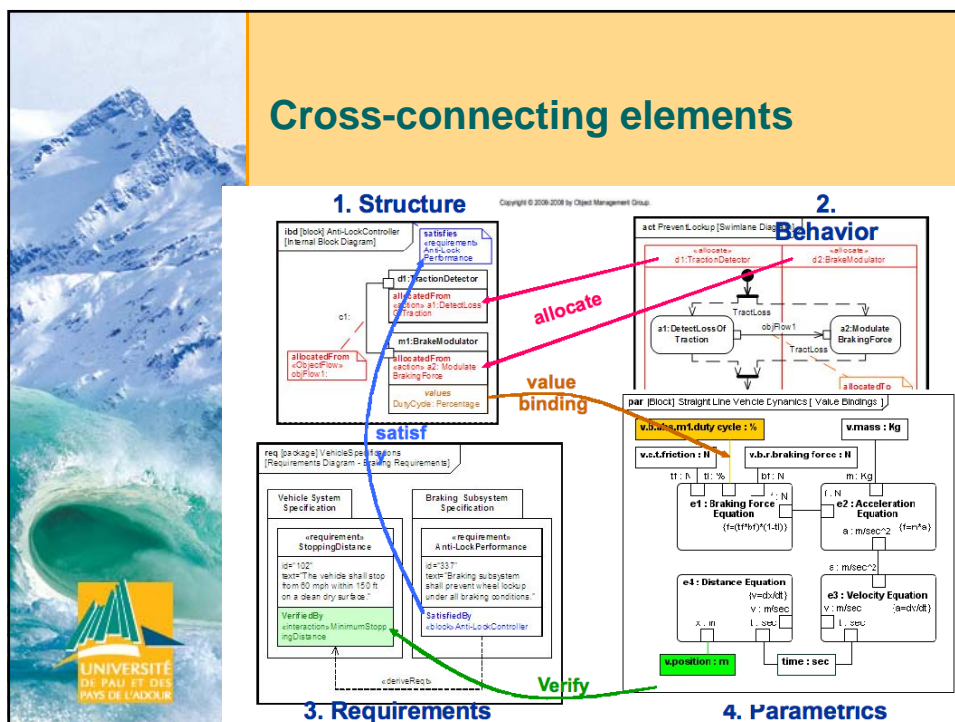 Cross-connecting elements
1. Structure
Copyright © 2006-2008 by Object Management Group.
2.
Behavior
ibd [block] Anti-LockController
[Internal Block Diagram]
satisfies
«requirement»
Anti-Lock
Performance
d1:TractionDetector
allocatedFrom
«action» a1:DetectLoss
Of Traction
c1:
m1:BrakeModulator
allocatedFrom
«action» a2: Modulate
BrakingForce
allocatedFrom
«ObjectFlow»
objFlow1:
values
DutyCycle: Percentage
allocate
act PreventLockup [Swimlane Diagram]
«allocate»
d1:TractionDetector
«allocate»
d2:BrakeModulator
TractLoss
a1:DetectLossOf
Traction
objFlow1
a2:Modulate
BrakingForce
TractLoss
allocatedTo
value
binding
satisf
y
par [Block] Straight Line Vehicle Dynamics [ Value Bindings ]
v.b.abs.m1.duty cycle : %
v.mass : Kg
v.c.t.friction : N
v.b.r.braking force : N
tf : N
tl : %
bf : N
m : Kg
f : N
f : N
e1 : Braking Force
Equation
{f=(tf*bf)*(1-tl)}
e2 : Acceleration
Equation
{f=m*a}
a : m/sec^2
a : m/sec^2
e4 : Distance Equation
{v=dx/dt}
v : m/sec
x : m
t : sec
e3 : Velocity Equation
v : m/sec
{a=dv/dt}
t : sec
v.position : m
time : sec
req [package] VehicleSpecifications
[Requirements Diagram - Braking Requirements]
Vehicle System
Specification
«requirement»
StoppingDistance
id="102"
text="The vehicle shall stop
from 60 mph within 150 ft
on a clean dry surface."
VerifiedBy
«interaction» MinimumStopp
ingDistance
Braking Subsystem
Specification
«requirement»
Anti-LockPerformance
id="337"
text="Braking subsystem
shall prevent wheel lockup
under all braking conditions."
SatisfiedBy
«block» Anti-LockController
«deriveReqt»
Verify
3. Requirements
4. Parametrics
UNIVERSITÉ
DE PAU ET DES
PAYS DE L'ADOUR